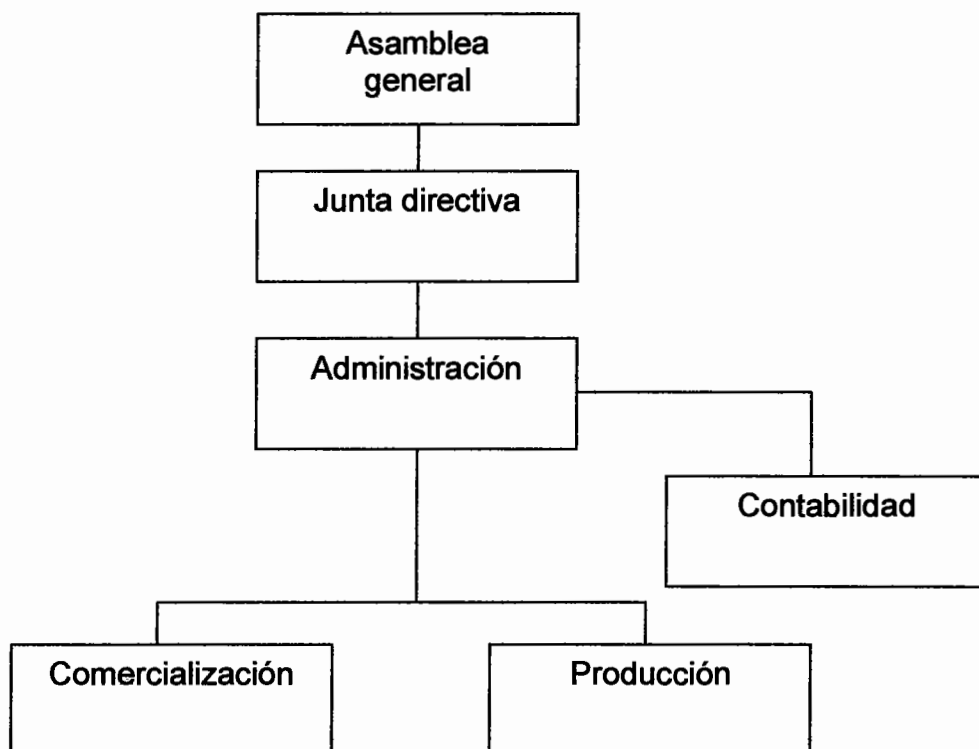 Asamblea
general
Junta directiva
Administración
Contabilidad
Comercialización
Producción